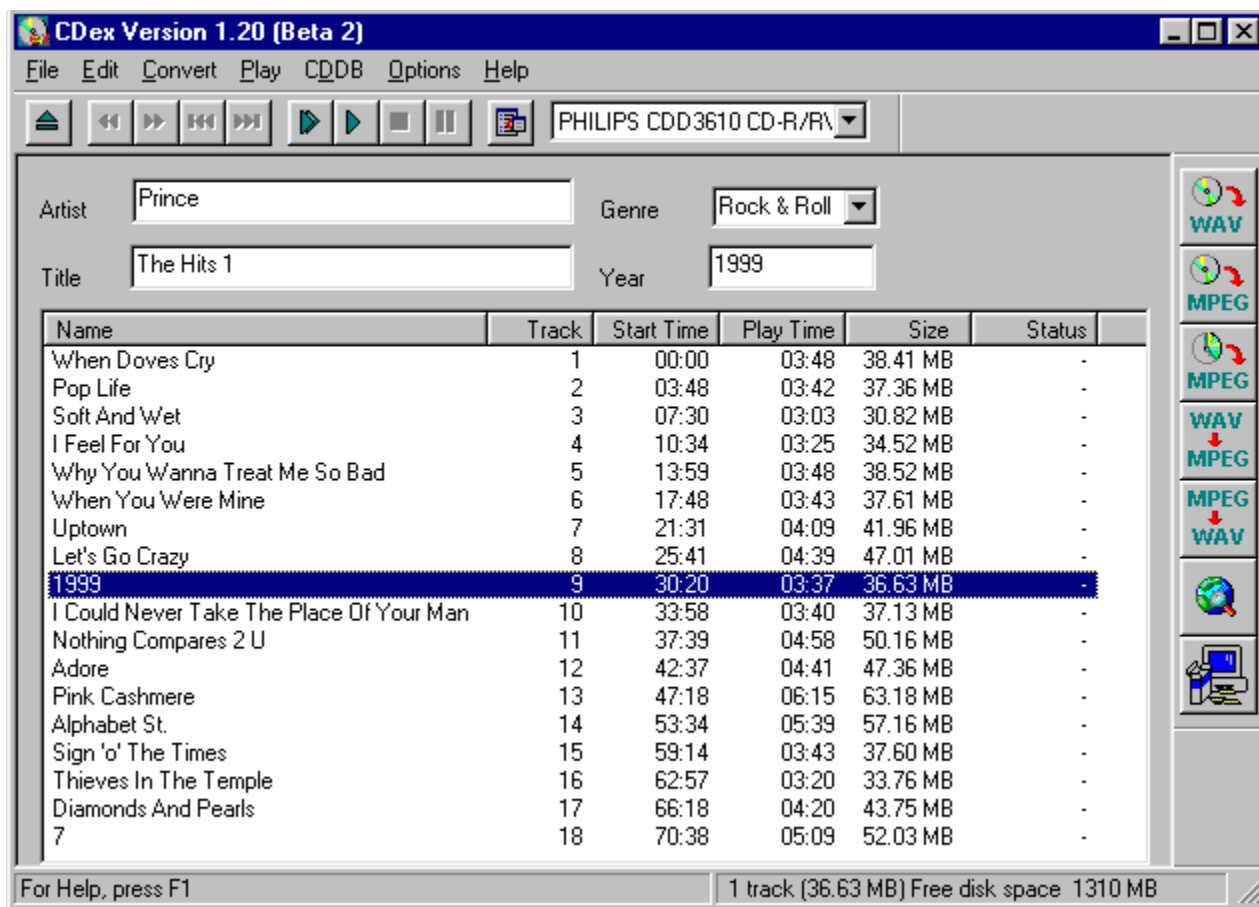 CDex Version 1.20 (Beta 2)
File Edit Convert Play CDDB Options Help
PHILIPS CDD3610 CD-R/R\
Artist Prince Genre Rock & Roll
Title The Hits 1 Year 1999
Name Track Start Time Play Time Size Status
When Doves Cry 1 00:00 03:48 38.41 MB -
Pop Life 2 03:48 03:42 37.36 MB -
Soft And Wet 3 07:30 03:03 30.82 MB -
I Feel For You 4 10:34 03:25 34.52 MB -
Why You Wanna Treat Me So Bad 5 13:59 03:48 38.52 MB -
When You Were Mine 6 17:48 03:43 37.61 MB -
Uptown 7 21:31 04:09 41.96 MB -
Let's Go Crazy 8 25:41 04:39 47.01 MB -
1999 9 30:20 03:37 36.63 MB -
I Could Never Take The Place Of Your Man 10 33:58 03:40 37.13 MB -
Nothing Compares 2 U 11 37:39 04:58 50.16 MB -
Adore 12 42:37 04:41 47.36 MB -
Pink Cashmere 13 47:18 06:15 63.18 MB -
Alphabet St. 14 53:34 05:39 57.16 MB -
Sign 'o' The Times 15 59:14 03:43 37.60 MB -
Thieves In The Temple 16 62:57 03:20 33.76 MB -
Diamonds And Pearls 17 66:18 04:20 43.75 MB -
7 18 70:38 05:09 52.03 MB -
WAV
MPEG
MPEG
WAV
MPEG
MPEG
WAV
For Help, press F1
1 track (36.63 MB) Free disk space 1310 MB